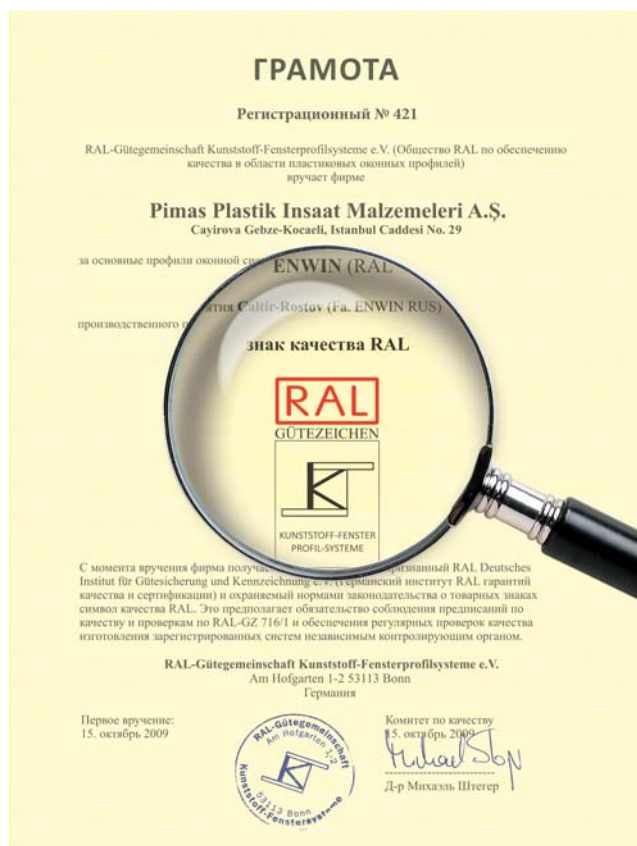 ГРАМОТА
Регистрационный № 421
RAL-Gütegemeinschaft Kunststoff-Fensterprofilsysteme e.V. (Общество RAL по обеспечению
качества в области пластиковых оконных профилей)
вручает фирме
Pimas Plastik Insaat Malzemeleri A.Ş.
Cayirova Gebze-Kocaeli, Istanbul Caddesi No. 29
за основные профили оконной
ENWIN (RAL
Caltir-Rostov (Fa. ENWIN RUS)
производственного
знак качества RAL
RAL
GÜTEZEICHEN
KUNSTSTOFF-FENSTER
PROFIL-SYSTEME
С момента вручения фирма RAL Deutsches
Institut für Gütesicherung und Kennzeichnung e.V. (Германский институт RAL гарантий
качества и сертификации) и охраняемый нормами законодательства о товарных знаках
символ качества RAL. Это предполагает обязательство соблюдения предписаний по
качеству и проверкам по RAL-GZ 716/1 и обеспечения регулярных проверок качества
изготовления зарегистрированных систем независимым контролирующим органом.
RAL-Gütegemeinschaft Kunststoff-Fensterprofilsysteme e.V.
Am Hofgarten 1-2 53113 Bonn
Германия
Первое вручение:
15. октябрь 2009
RAL-Gütegemeinschaft
Am Hofgarten 1-2
53113 Bonn
Kunststoff-Fenstersysteme
Комитет по качеству
15. октябрь 2009
Д-р Михаэль Штегер